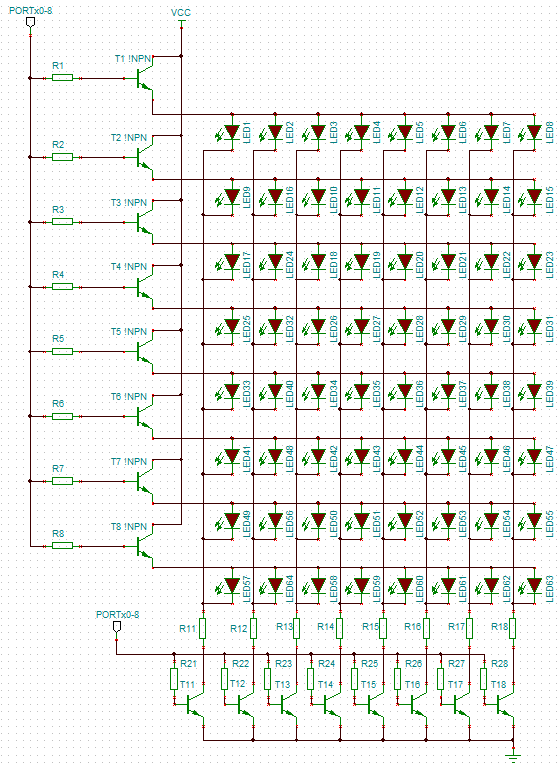 PORTx0-8
VCC
R1
T1 !NPN
LED1 LED2 LED3 LED4 LED5 LED6 LED7 LED8
R2
T2 !NPN
LED9 LED16 LED10 LED11 LED12 LED13 LED14 LED15
R3
T3 !NPN
LED17 LED24 LED18 LED19 LED20 LED21 LED22 LED23
R4
T4 !NPN
LED25 LED32 LED26 LED27 LED28 LED29 LED30 LED31
R5
T5 !NPN
LED33 LED40 LED34 LED35 LED36 LED37 LED38 LED39
R6
T6 !NPN
LED41 LED48 LED42 LED43 LED44 LED45 LED46 LED47
R7
T7 !NPN
LED49 LED56 LED50 LED51 LED52 LED53 LED54 LED55
R8
T8 !NPN
LED57 LED64 LED58 LED59 LED60 LED61 LED62 LED63
PORTx0-8
R11 R12 R13 R14 R15 R16 R17 R18
R21 R22 R23 R24 R25 R26 R27 R28
T11 T12 T13 T14 T15 T16 T17 T18